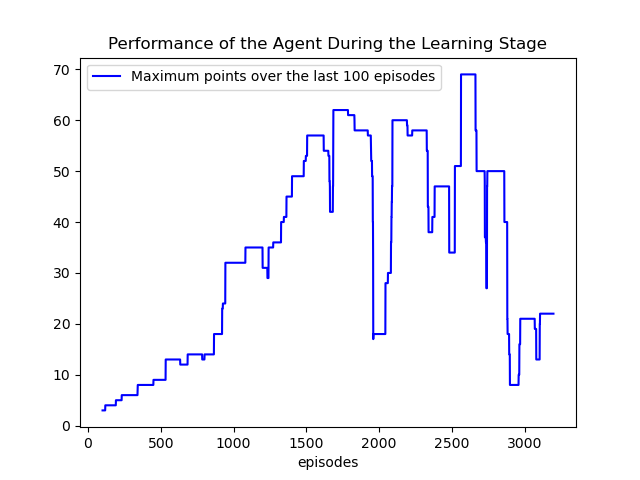 Performance of the Agent During the Learning Stage
Maximum points over the last 100 episodes
70
60
50
40
30
20
10
0
0 500 1000 1500 2000 2500 3000
episodes